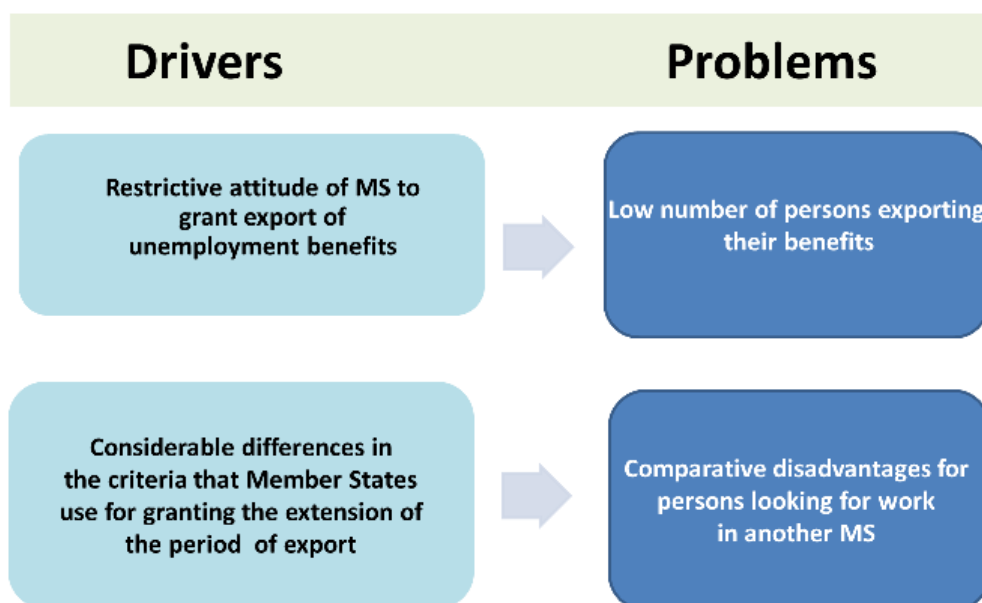 Drivers
Problems
Restrictive attitude of MS to
grant export of
unemployment benefits
Low number of persons exporting
their benefits
Considerable differences in
the criteria that Member States
use for granting the extension of
the period of export
Comparative disadvantages for
persons looking for work
in another MS